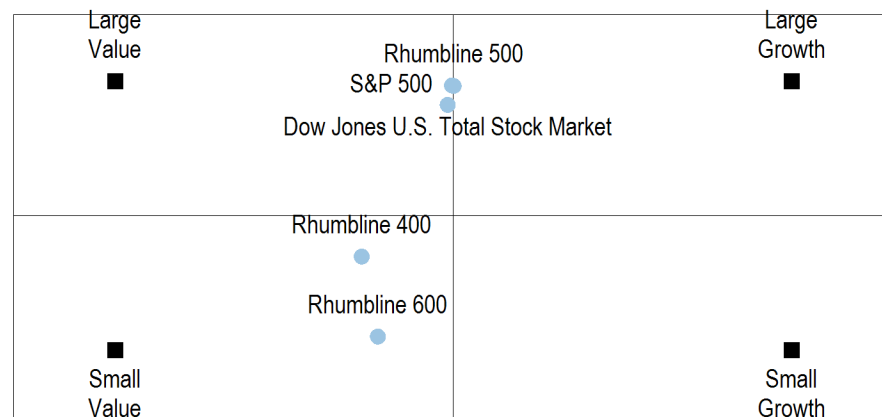 Large
Value
Large
Growth
Rhumbline 500
S&P 500
Dow Jones U.S. Total Stock Market
Rhumbline 400
Rhumbline 600
Small
Value
Small
Growth